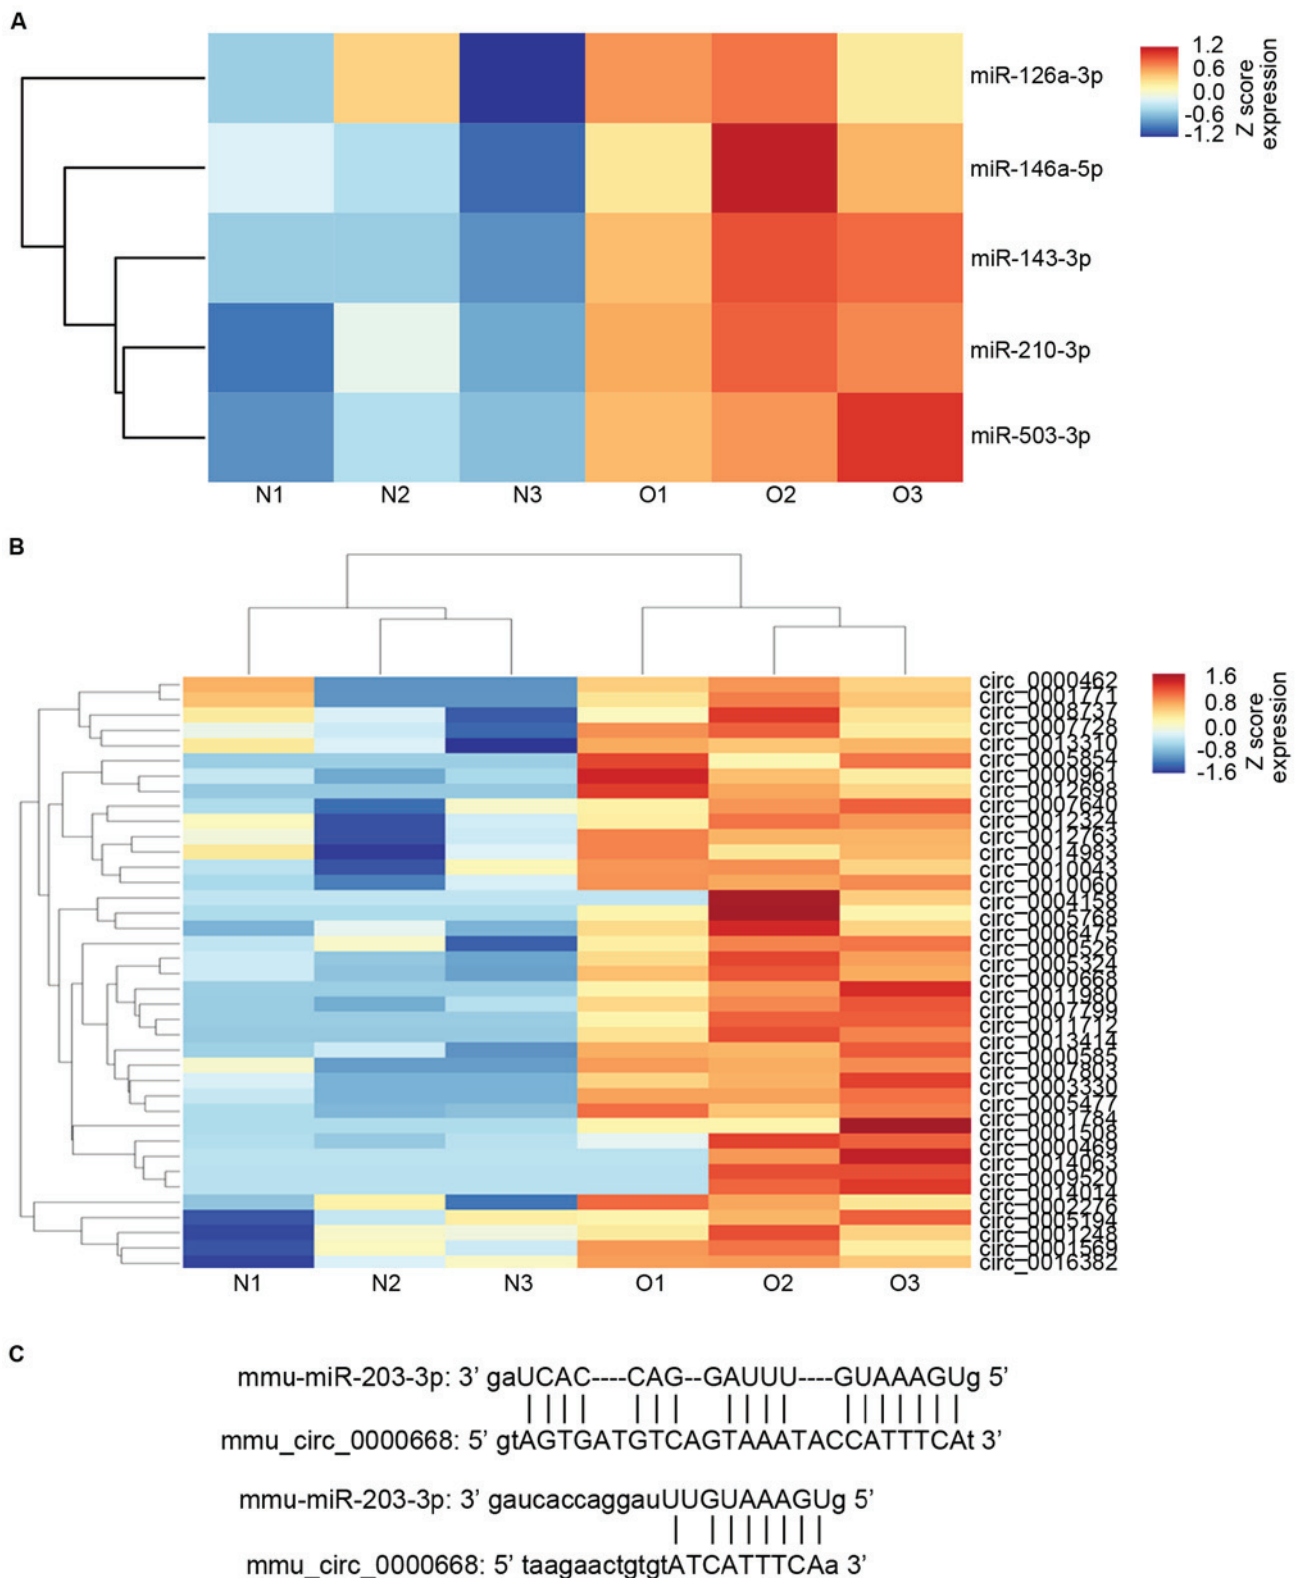 A
miR-126a-3p
miR-146a-5p
miR-143-3p
miR-210-3p
miR-503-3p
1.2
0.6
0.0
-0.6
-1.2
Z score
expression
N1 N2 N3 O1 O2 O3
B
circ_0000462
circ_0001771
circ_0008737
circ_0007728
circ_0013310
circ_0005854
circ_0000961
circ_0012698
circ_0007640
circ_0012324
circ_0012763
circ_0014983
circ_0010043
circ_0010060
circ_0004158
circ_0005768
circ_0006475
circ_0000526
circ_0005324
circ_0000668
circ_0011980
circ_0007799
circ_0011712
circ_0013414
circ_0000585
circ_0007803
circ_0003330
circ_0005477
circ_0001784
circ_0001508
circ_0000469
circ_0014063
circ_0009520
circ_0014014
circ_0002276
circ_0005194
circ_0001248
circ_0001569
circ_0016382
1.6
0.8
0.0
-0.8
-1.6
Z score
expression
N1 N2 N3 O1 O2 O3
C
mmu-miR-203-3p: 3’ gaUCAC----CAG--GAUUU----GUAAAGUg 5’
mmu_circ_0000668: 5’ gtAGTGATGTCAGTAAATACCATTTCAt 3’
mmu-miR-203-3p: 3’ gaucaccaggauUUGUAAAGUg 5’
mmu_circ_0000668: 5’ taagaactgtgtATCATTTCAa 3’